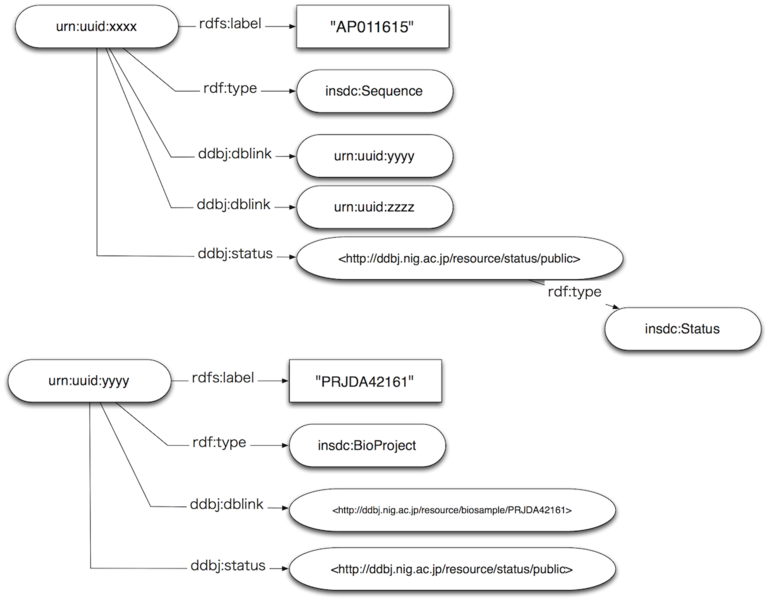 urn:uuid:xxxx
rdfs:label
"AP011615"
rdf:type
insdc:Sequence
ddbj:dblink
urn:uuid:yyyy
ddbj:dblink
urn:uuid:zzzz
ddbj:status
<http://ddbj.nig.ac.jp/resource/status/public>
rdf:type
insdc:Status
urn:uuid:yyyy
rdfs:label
"PRJDA42161"
rdf:type
insdc:BioProject
ddbj:dblink
<http://ddbj.nig.ac.jp/resource/biosample/PRJDA42161>
ddbj:status
<http://ddbj.nig.ac.jp/resource/status/public>